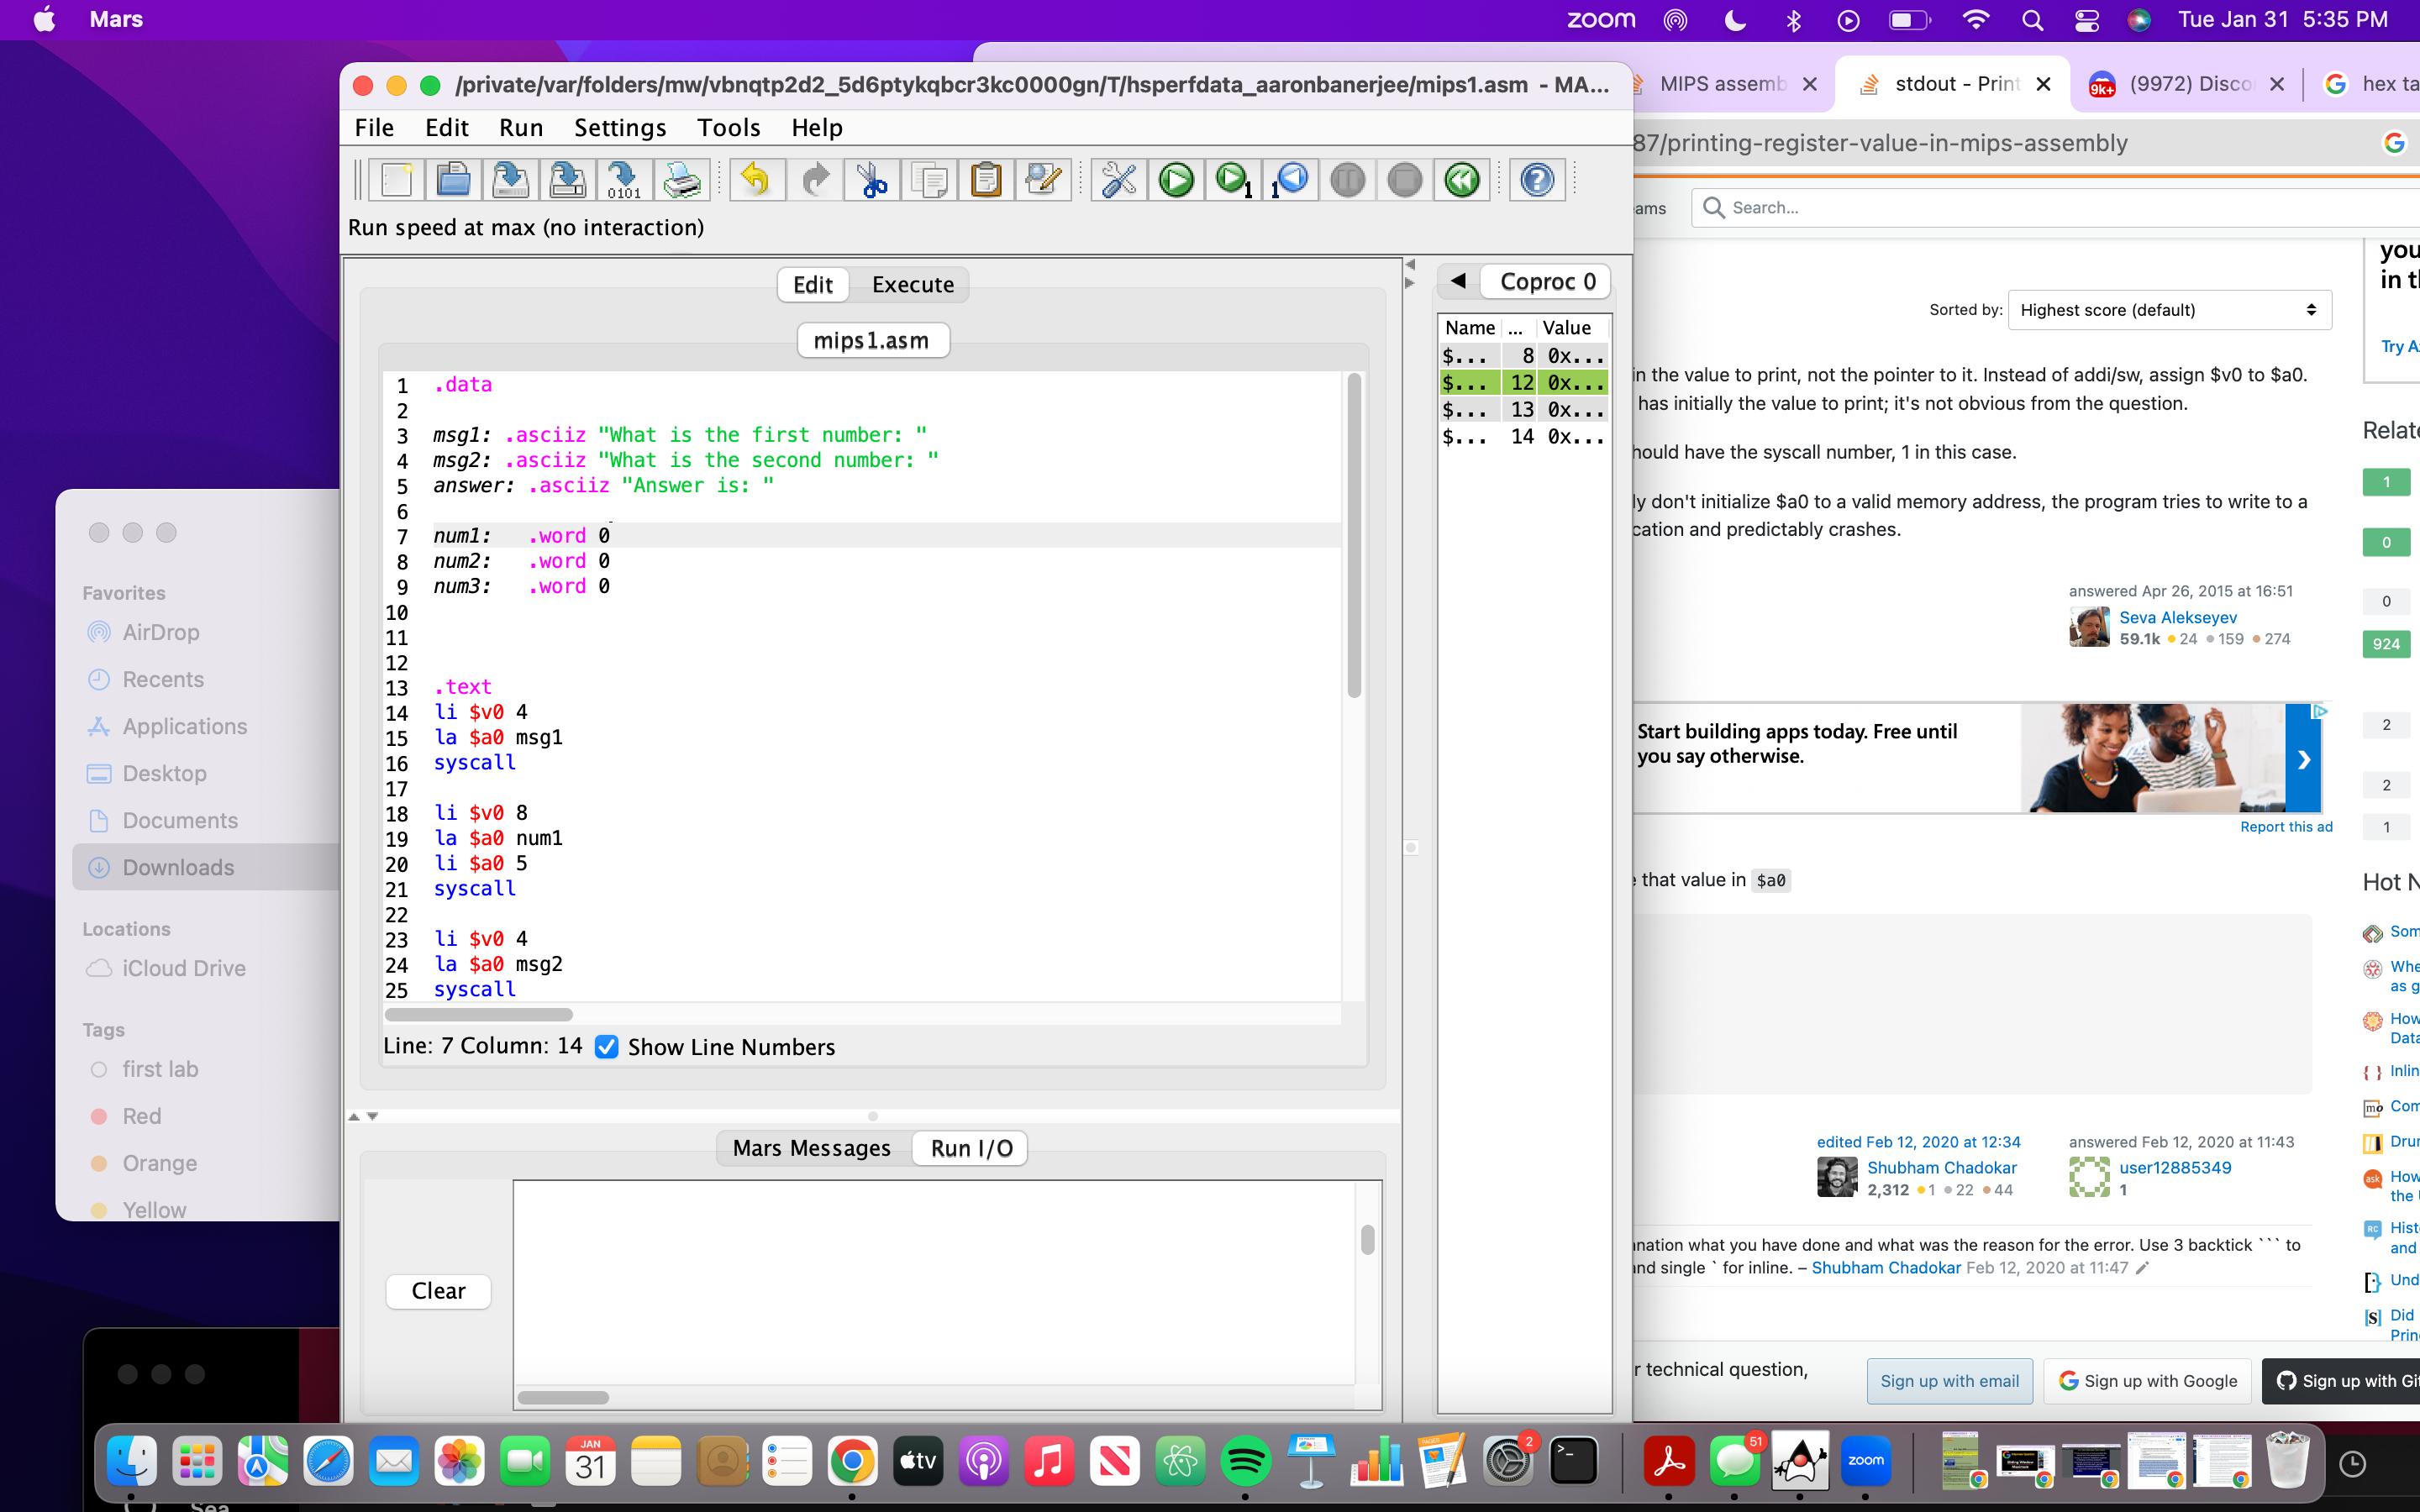 Mars
zoom
Tue Jan 31 5:35 PM
/private/var/folders/mw/vbnqtp2d2_5d6ptykqbcr3kc0000gn/T/hsperfdata_aaronbanerjee/mips1.asm - MA...
File Edit Run Settings Tools Help
0101
1
1
Run speed at max (no interaction)
Edit Execute
mips1.asm
1 .data
2
3 msg1: .asciiz "What is the first number: "
4 msg2: .asciiz "What is the second number: "
5 answer: .asciiz "Answer is: "
6
7 num1: .word 0
8 num2: .word 0
9 num3: .word 0
10
11
12
13 .text
14 li $v0 4
15 la $a0 msg1
16 syscall
17
18 li $v0 8
19 la $a0 num1
20 li $a0 5
21 syscall
22
23 li $v0 4
24 la $a0 msg2
25 syscall
Line: 7 Column: 14 Show Line Numbers
Mars Messages Run I/O
Clear
Coproc 0
Name ... Value
$... 8 0x...
$... 12 0x...
$... 13 0x...
$... 14 0x...
Favorites
AirDrop
Recents
Applications
Desktop
Documents
Downloads
Locations
iCloud Drive
Tags
first lab
Red
Orange
Yellow
MIPS assemb
stdout - Print
9k+
(9972) Disco
hex ta
87/printing-register-value-in-mips-assembly
ams
Search...
you
in t
Sorted by: Highest score (default)
Try A
in the value to print, not the pointer to it. Instead of addi/sw, assign $v0 to $a0.
has initially the value to print; it's not obvious from the question.
hould have the syscall number, 1 in this case.
ly don't initialize $a0 to a valid memory address, the program tries to write to a
cation and predictably crashes.
answered Apr 26, 2015 at 16:51
Seva Alekseyev
59.1k 24 159 274
Relate
1
0
0
924
2
2
1
Start building apps today. Free until
you say otherwise.
Report this ad
e that value in $a0
Hot N
Som
Whe
as g
How
Data
Inlin
Com
Drur
How
the
Hist
and
Und
Did
Prin
mo
ask
RC
[S]
edited Feb 12, 2020 at 12:34
Shubham Chadokar
2,312 1 22 44
answered Feb 12, 2020 at 11:43
user12885349
1
anation what you have done and what was the reason for the error. Use 3 backtick ``` to
nd single ` for inline. – Shubham Chadokar Feb 12, 2020 at 11:47
r technical question,
Sign up with email
Sign up with Google
Sign up with Git
JAN
31
tv
PAGES
2
51
zoom
Sea